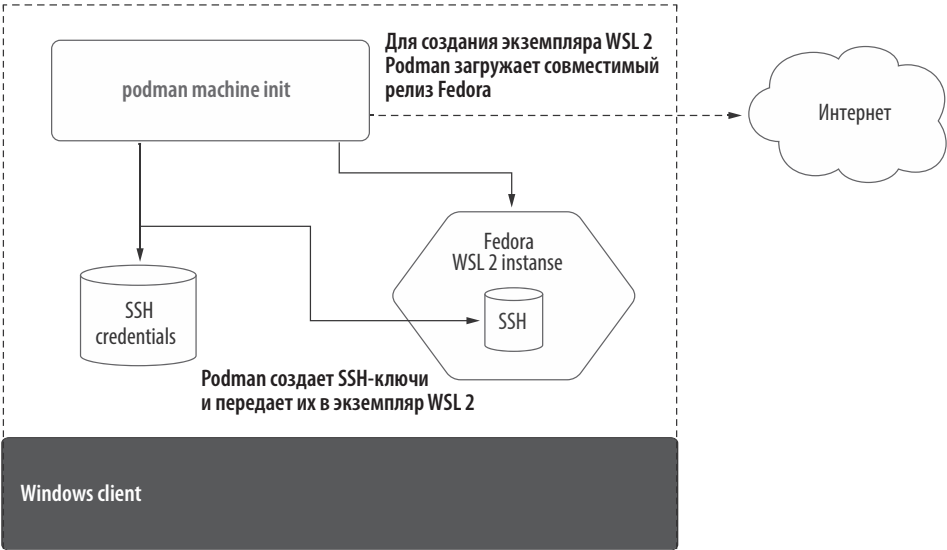 Для создания экземпляра WSL 2
Podman загружает совместимый
релиз Fedora
podman machine init
Интернет
Fedora
WSL 2 instanse
SSH
credentials
SSH
Podman создает SSH-ключи
и передает их в экземпляр WSL 2
Windows client